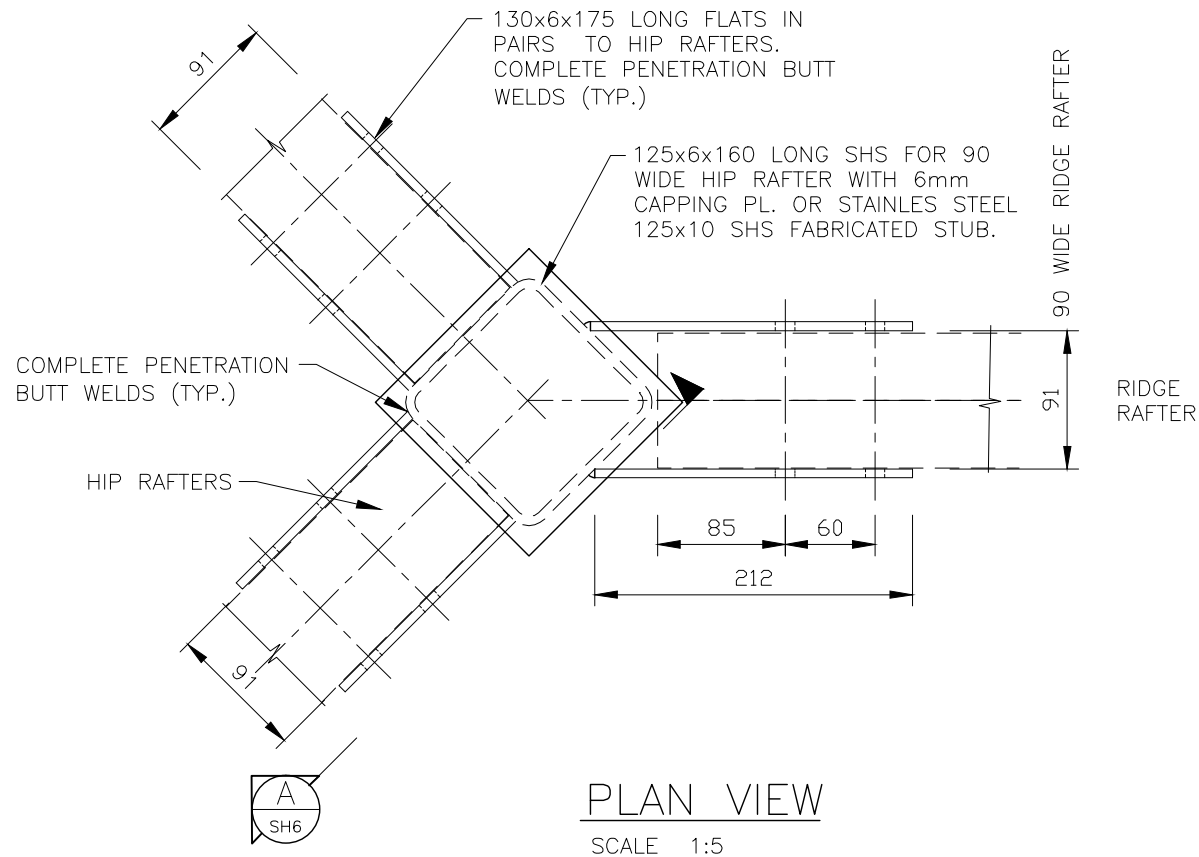 130x6x175 LONG FLATS IN
PAIRS TO HIP RAFTERS.
COMPLETE PENETRATION BUTT
WELDS (TYP.)
91
125x6x160 LONG SHS FOR 90
WIDE HIP RAFTER WITH 6mm
CAPPING PL. OR STAINLES STEEL
125x10 SHS FABRICATED STUB.
90 WIDE RIDGE RAFTER
COMPLETE PENETRATION
BUTT WELDS (TYP.)
91
RIDGE
RAFTER
HIP RAFTERS
85
60
212
91
A
SH6
PLAN VIEW
SCALE 1:5